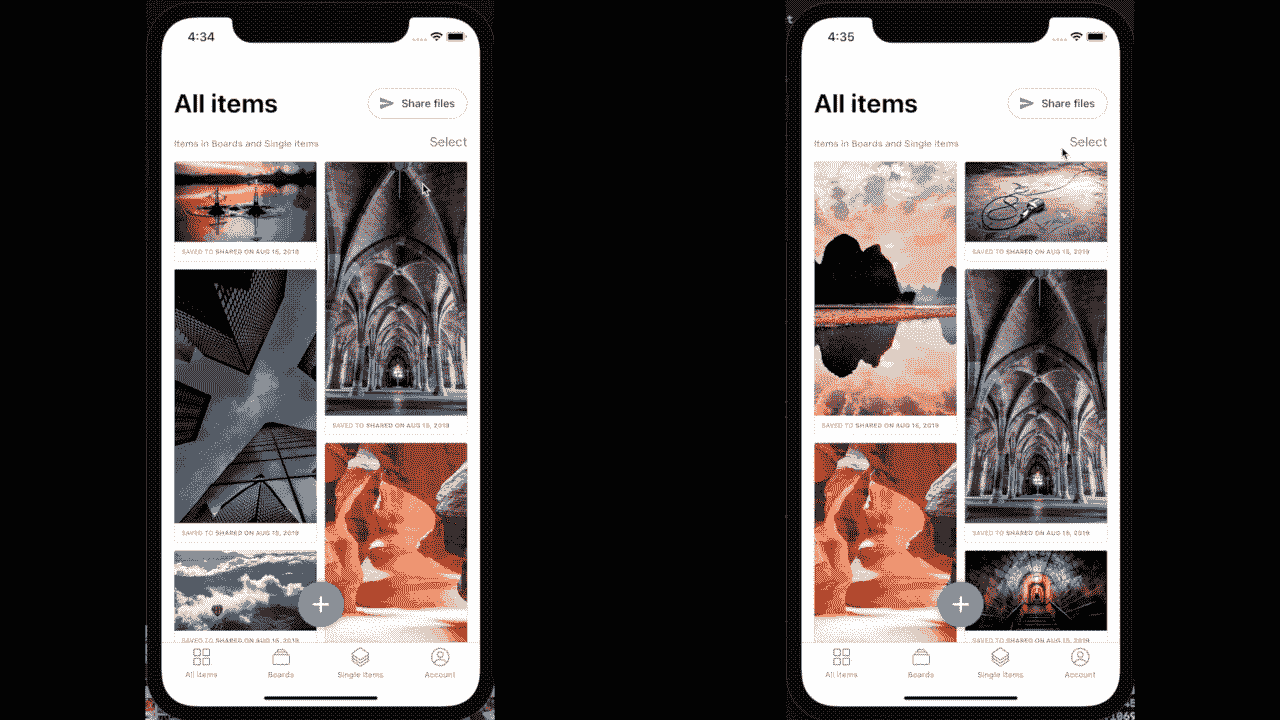 4:34
All items
Share files
Items in Boards and Single items
Select
SAVED TO SHARED ON AUG 15, 2019
SAVED TO SHARED ON AUG 15, 2019
SAVED TO SHARED ON AUG 15, 2019
SAVED TO SHARED ON AUG 15, 2019
+
All items
Boards
Single items
Account
4:35
All items
Share files
Items in Boards and Single items
Select
SAVED TO SHARED ON AUG 15, 2019
SAVED TO SHARED ON AUG 15, 2019
SAVED TO SHARED ON AUG 15, 2019
SAVED TO SHARED ON AUG 15, 2019
+
All items
Boards
Single items
Account